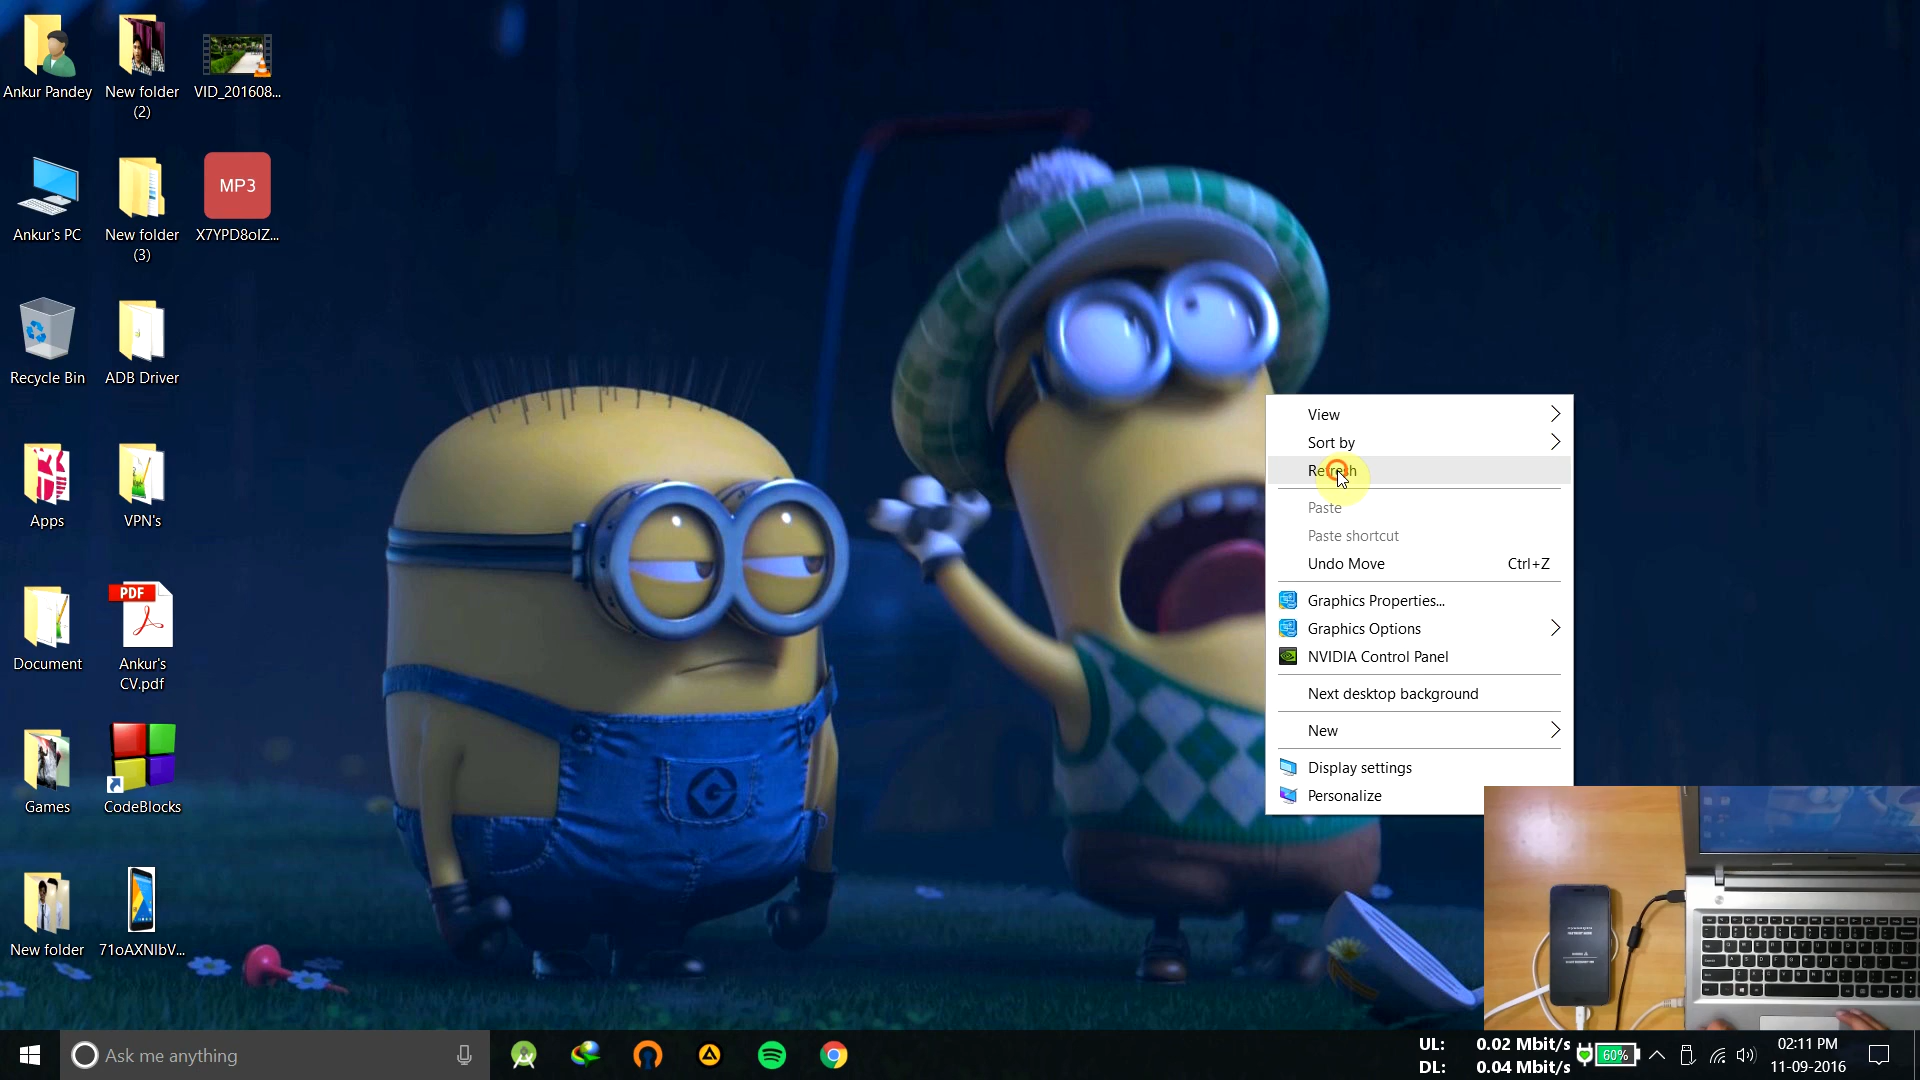 Ankur Pandey
New folder
(2)
VID_201608...
Ankur's PC
New folder
(3)
MP3
X7YPD8oIZ...
Recycle Bin
ADB Driver
Apps
VPN's
Document
PDF
Ankur's
CV.pdf
Games
CodeBlocks
New folder
71oAXNlbV...
View
Sort by
Refresh
Paste
Paste shortcut
Undo Move Ctrl+Z
Graphics Properties...
Graphics Options
NVIDIA Control Panel
Next desktop background
New
Display settings
Personalize
Ask me anything
UL: 0.02 Mbit/s
DL: 0.04 Mbit/s
60%
02:11 PM
11-09-2016